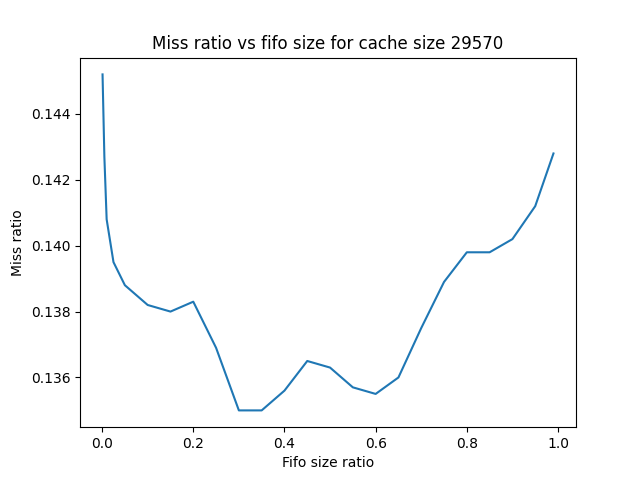 Miss ratio vs fifo size for cache size 29570
0.144
0.142
0.140
0.138
0.136
Miss ratio
0.0 0.2 0.4 0.6 0.8 1.0
Fifo size ratio